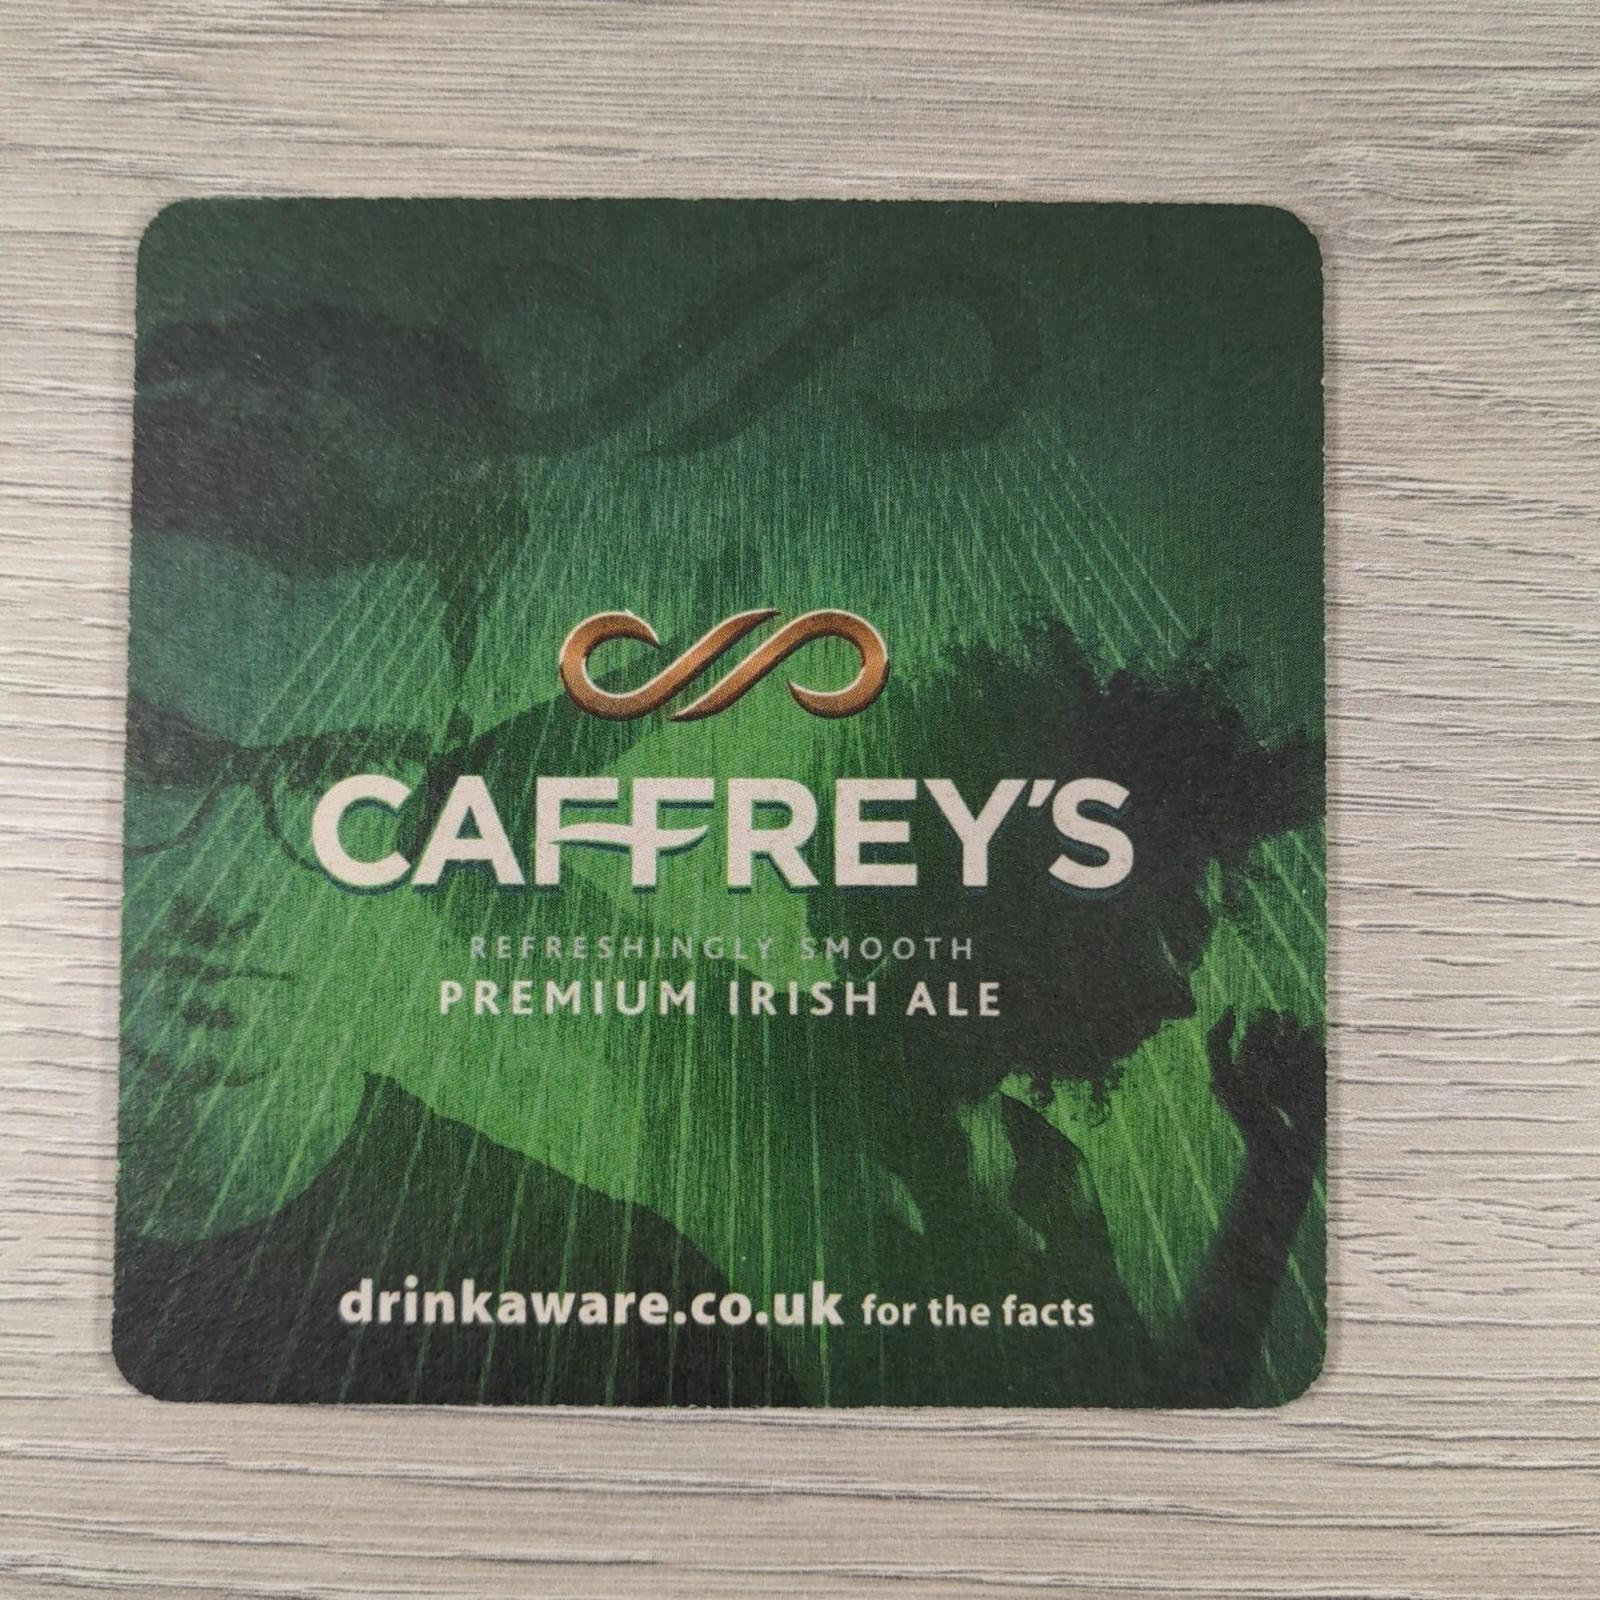 CAFFREY'S
REFRESHINGLY SMOOTH
PREMIUM IRISH ALE
drinkaware.co.uk for the facts